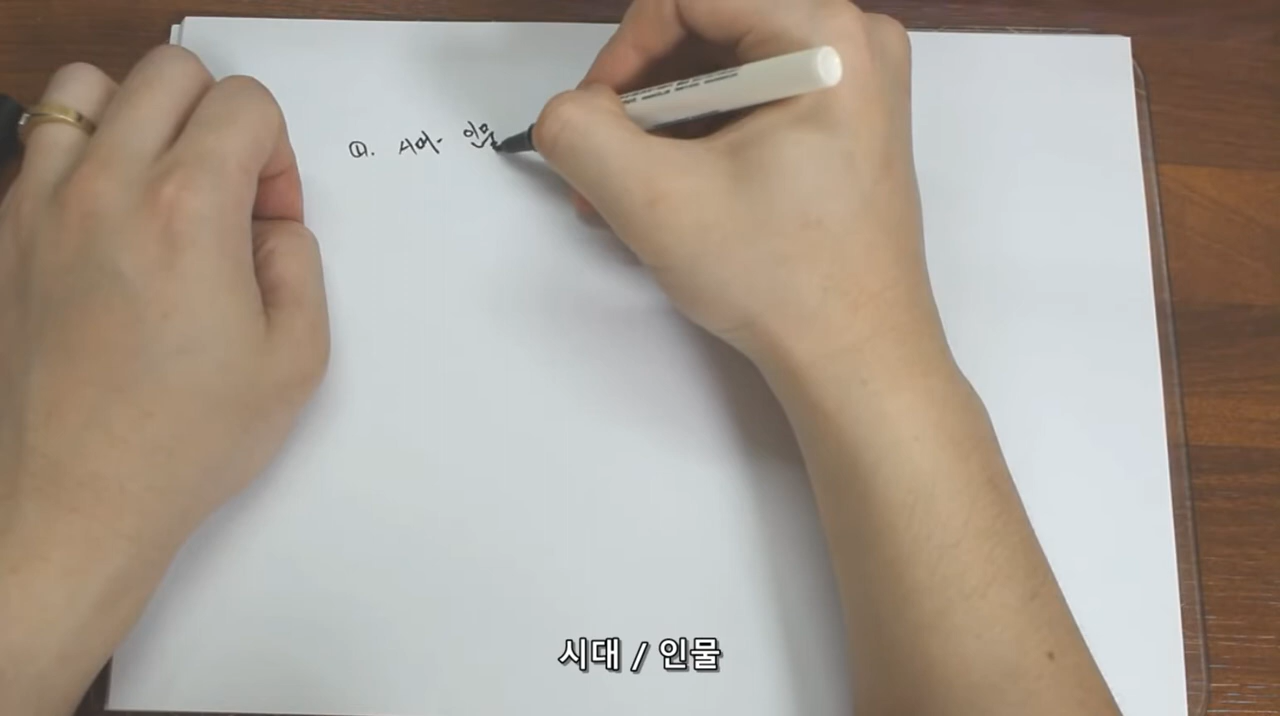 ①. 시대. 인물
시대 / 인물